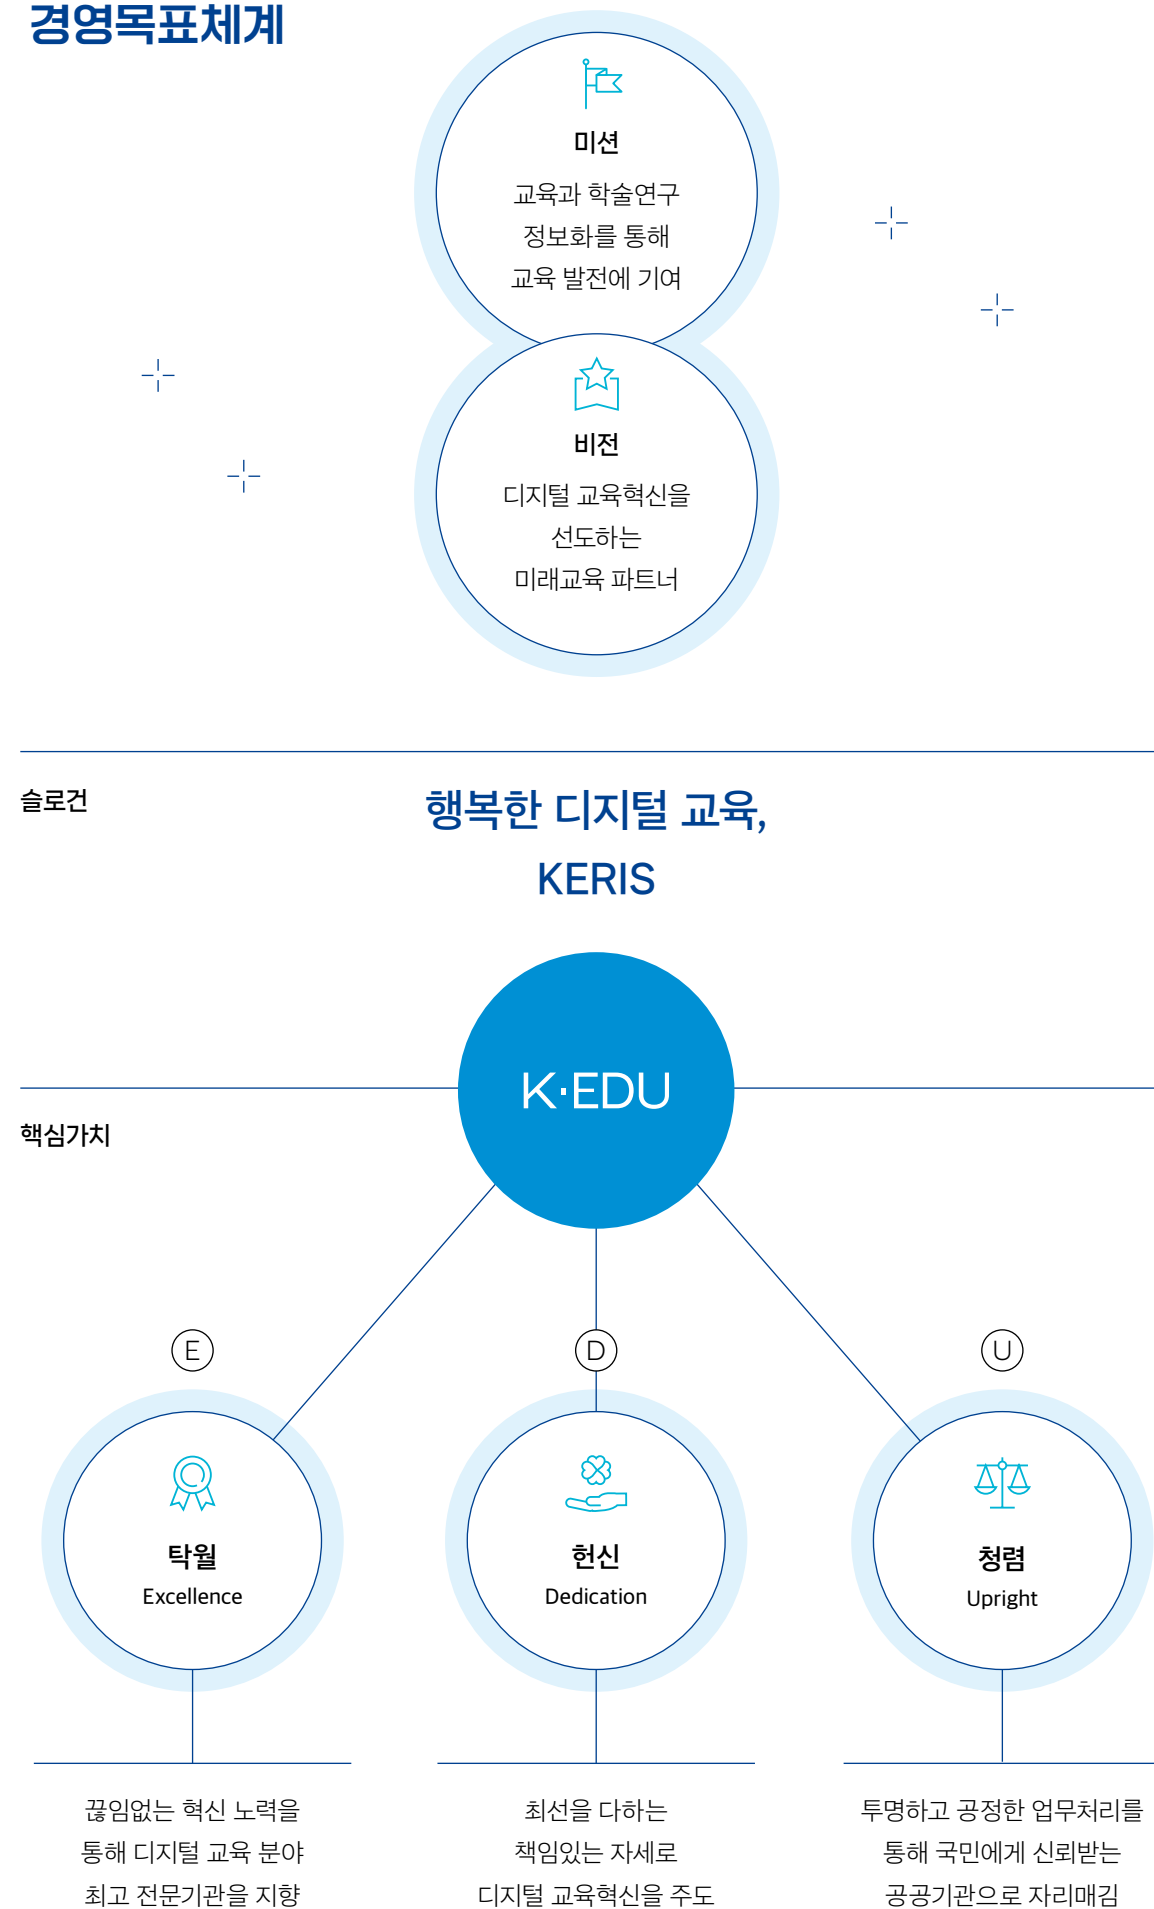 경영목표체계
미션
교육과 학술연구
정보화를 통해
교육 발전에 기여
비전
디지털 교육혁신을
선도하는
미래교육 파트너
슬로건
행복한 디지털 교육,
KERIS
K·EDU
핵심가치
E
탁월
Excellence
끊임없는 혁신 노력을
통해 디지털 교육 분야
최고 전문기관을 지향
D
헌신
Dedication
최선을 다하는
책임있는 자세로
디지털 교육혁신을 주도
U
청렴
Upright
투명하고 공정한 업무처리를
통해 국민에게 신뢰받는
공공기관으로 자리매김